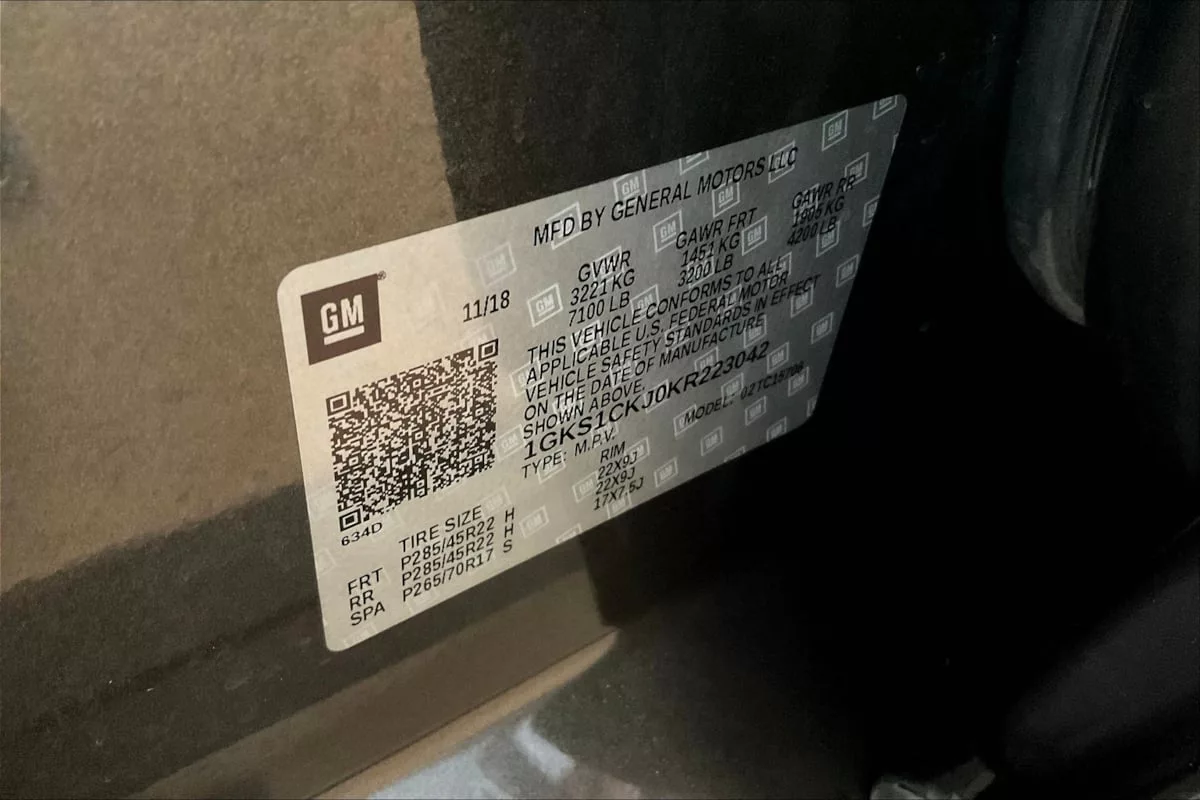 MFD BY GENERAL MOTORS LLC
GM®
11/18
GVWR GAWR FRT GAWR RR
3221 KG 1451 KG 1905 KG
7100 LB 3200 LB 4200 LB
THIS VEHICLE CONFORMS TO ALL
APPLICABLE U.S. FEDERAL MOTOR
VEHICLE SAFETY STANDARDS IN EFFECT
ON THE DATE OF MANUFACTURE
SHOWN ABOVE.
1GKS1CKJ0KR223042
TYPE: M.P.V. MODEL: 02TC15706
634D
TIRE SIZE RIM
FRT P285/45R22 H 22X9J
RR P285/45R22 H 22X9J
SPA P265/70R17 S 17X7.5J